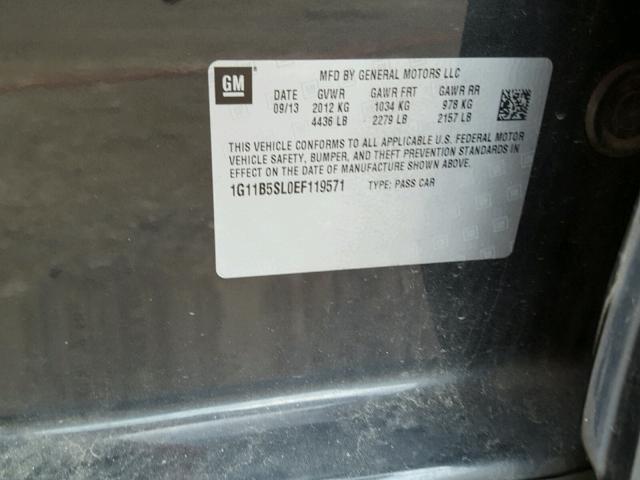 GM ® MFD BY GENERAL MOTORS LLC
DATE GVWR GAWR FRT GAWR RR
09/13 2012 KG 1034 KG 978 KG
4436 LB 2279 LB 2157 LB
THIS VEHICLE CONFORMS TO ALL APPLICABLE U.S. FEDERAL MOTOR
VEHICLE SAFETY, BUMPER, AND THEFT PREVENTION STANDARDS IN
EFFECT ON THE DATE OF MANUFACTURE SHOWN ABOVE.
1G11B5SL0EF119571 TYPE: PASS CAR